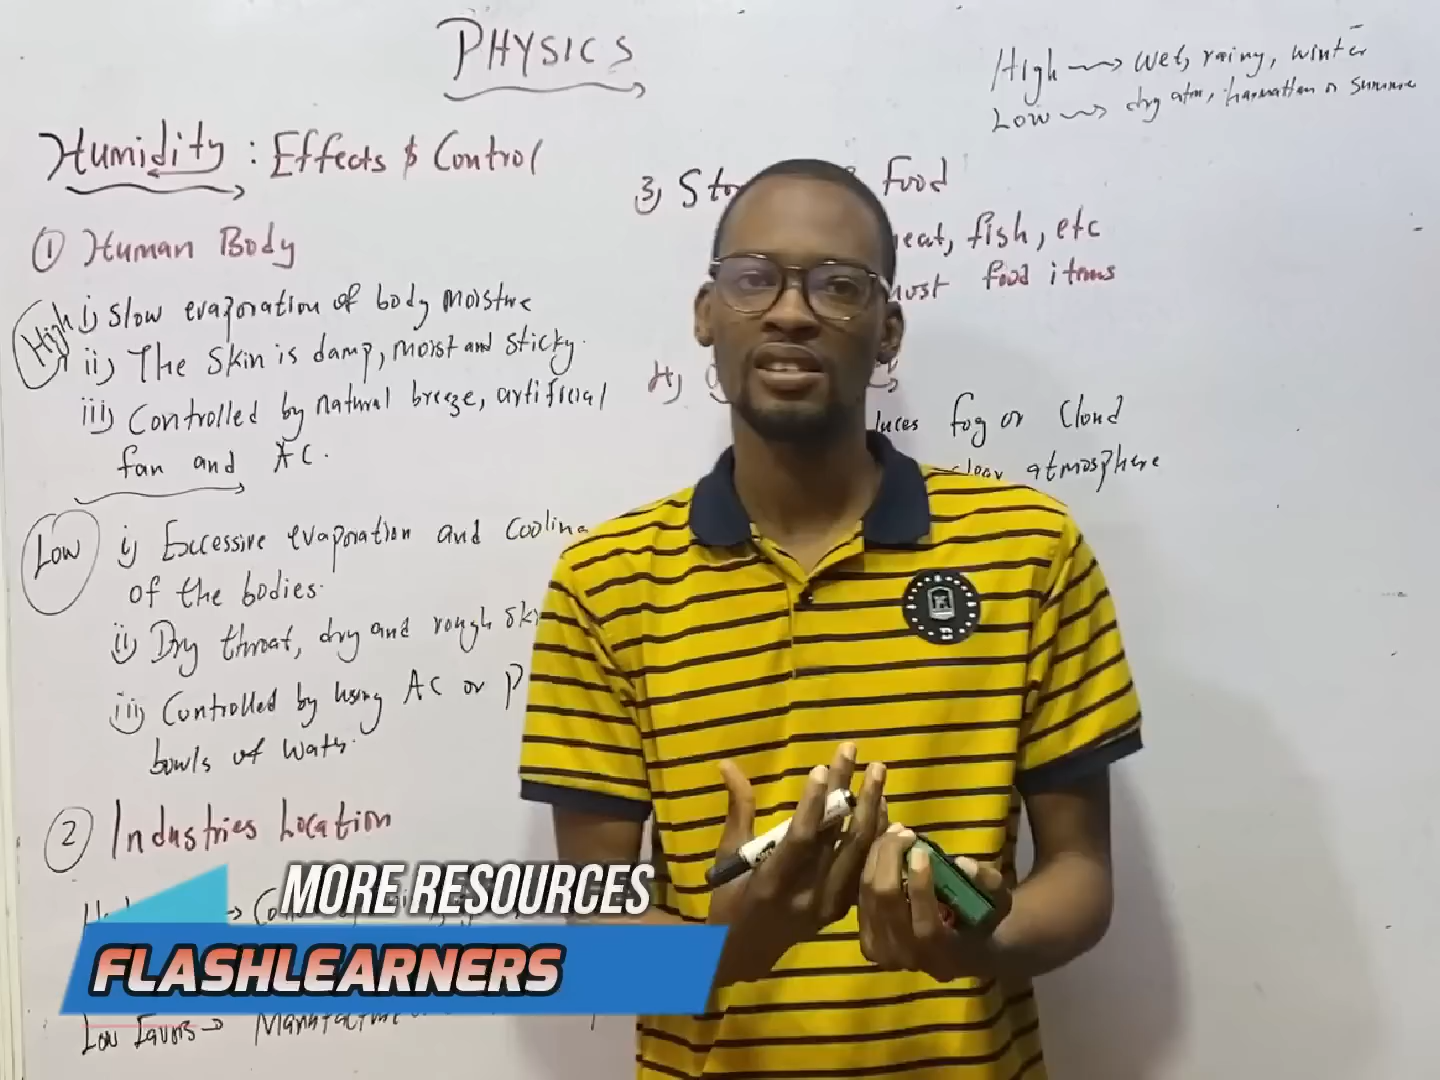 PHYSICS
High → wet, rainy, winter
Low → dry atm, harmattan or summer
Humidity : Effects & Control
① Human Body
High
i) Slow evaporation of body moisture
ii) The skin is damp, moist and sticky.
iii) Controlled by natural breeze, artificial
fan and AC.
Low
i) Excessive evaporation and cooling
of the bodies.
ii) Dry throat, dry and rough
iii) Controlled by using AC or
bowls of water.
② Industries Location
Low Favors →
3) Food
fish, etc
food items
4)
fog or cloud
atmosphere
MORE RESOURCES
FLASHLEARNERS